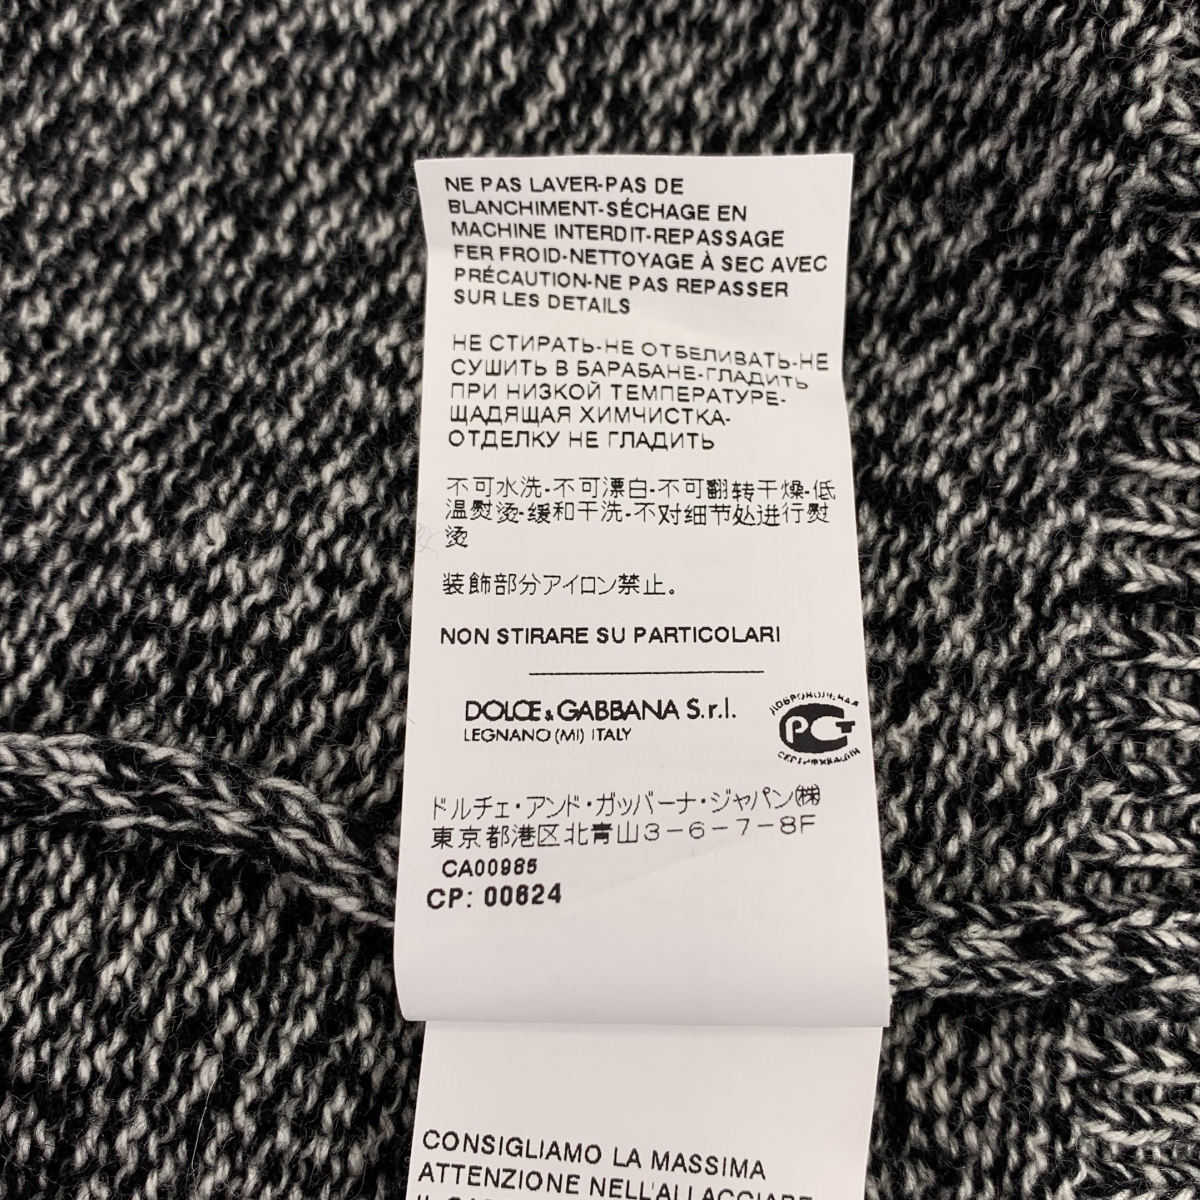 NE PAS LAVER-PAS DE
BLANCHIMENT-SÉCHAGE EN
MACHINE INTERDIT-REPASSAGE
FER FROID-NETTOYAGE À SEC AVEC
PRÉCAUTION-NE PAS REPASSER
SUR LES DETAILS
НЕ СТИРАТЬ-НЕ ОТБЕЛИВАТЬ-НЕ
СУШИТЬ В БАРАБАНЕ-ГЛАДИТЬ
ПРИ НИЗКОЙ ТЕМПЕРАТУРЕ-
ЩАДЯЩАЯ ХИМЧИСТКА-
ОТДЕЛКУ НЕ ГЛАДИТЬ
不可水洗-不可漂白-不可翻转干燥-低
温熨烫-缓和干洗-不对细节处进行熨
烫
装飾部分アイロン禁止。
NON STIRARE SU PARTICOLARI
DOLCE & GABBANA S.r.l.
LEGNANO (MI) ITALY
ДОБРОВОЛЬНАЯ
РСТ
СЕРТИФИКАЦИЯ
ドルチェ・アンド・ガッバーナ・ジャパン㈱
東京都港区北青山3-6-7-8F
CA00985
CP: 00624
CONSIGLIAMO LA MASSIMA
ATTENZIONE NELL'ALLACCIARE